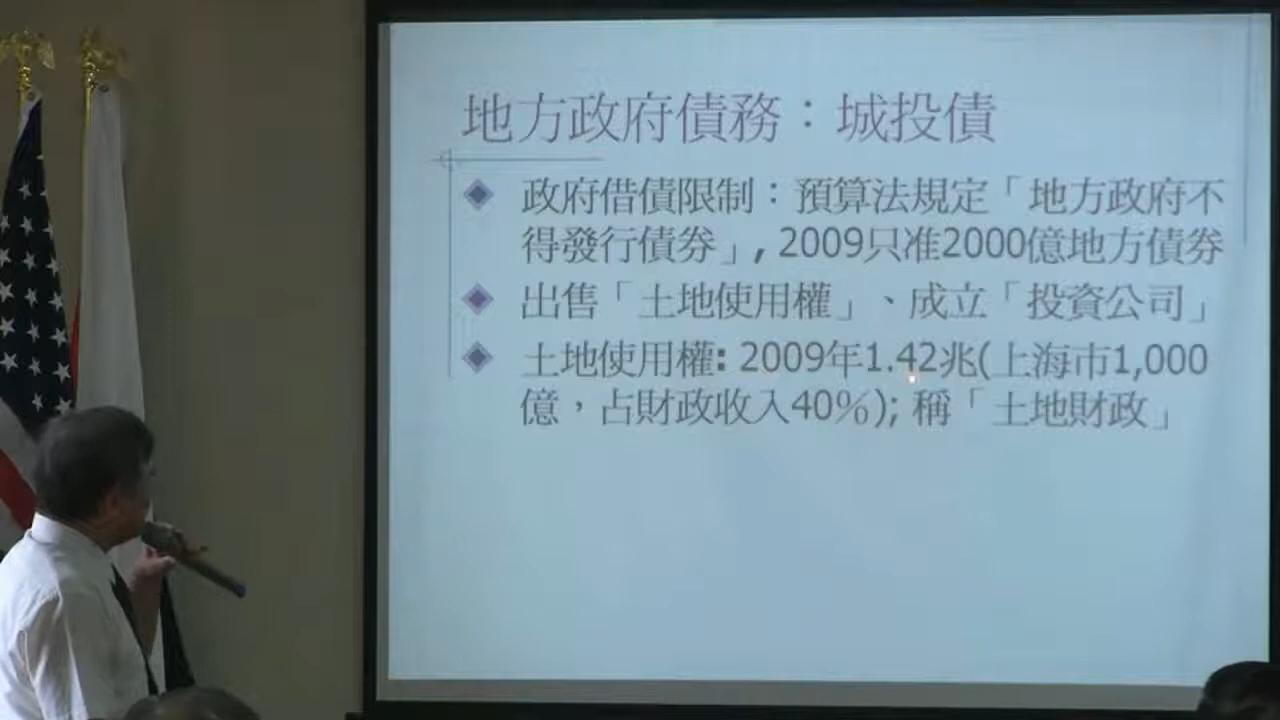 地方政府債務：城投債
政府借債限制：預算法規定「地方政府不
得發行債券」, 2009只准2000億地方債券
出售「土地使用權」、成立「投資公司」
土地使用權: 2009年1.42兆(上海市1,000
億，占財政收入40%); 稱「土地財政」